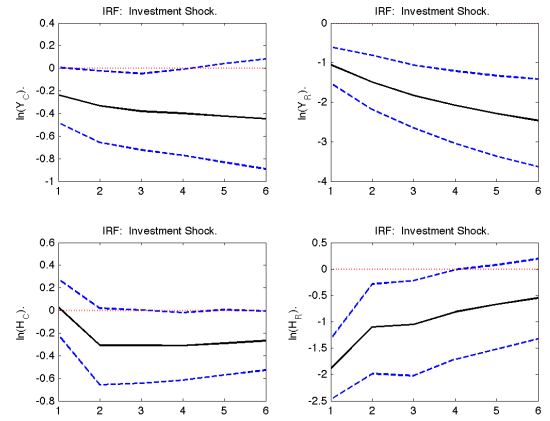 IRF: Investment Shock.
0.4
0.2
0
-0.2
-0.4
-0.6
-0.8
-1
ln(Y_C).
1 2 3 4 5 6
IRF: Investment Shock.
0
-1
-2
-3
-4
ln(Y_R).
1 2 3 4 5 6
IRF: Investment Shock.
0.6
0.4
0.2
0
-0.2
-0.4
-0.6
-0.8
ln(H_C).
1 2 3 4 5 6
IRF: Investment Shock.
0.5
0
-0.5
-1
-1.5
-2
-2.5
ln(H_R).
1 2 3 4 5 6